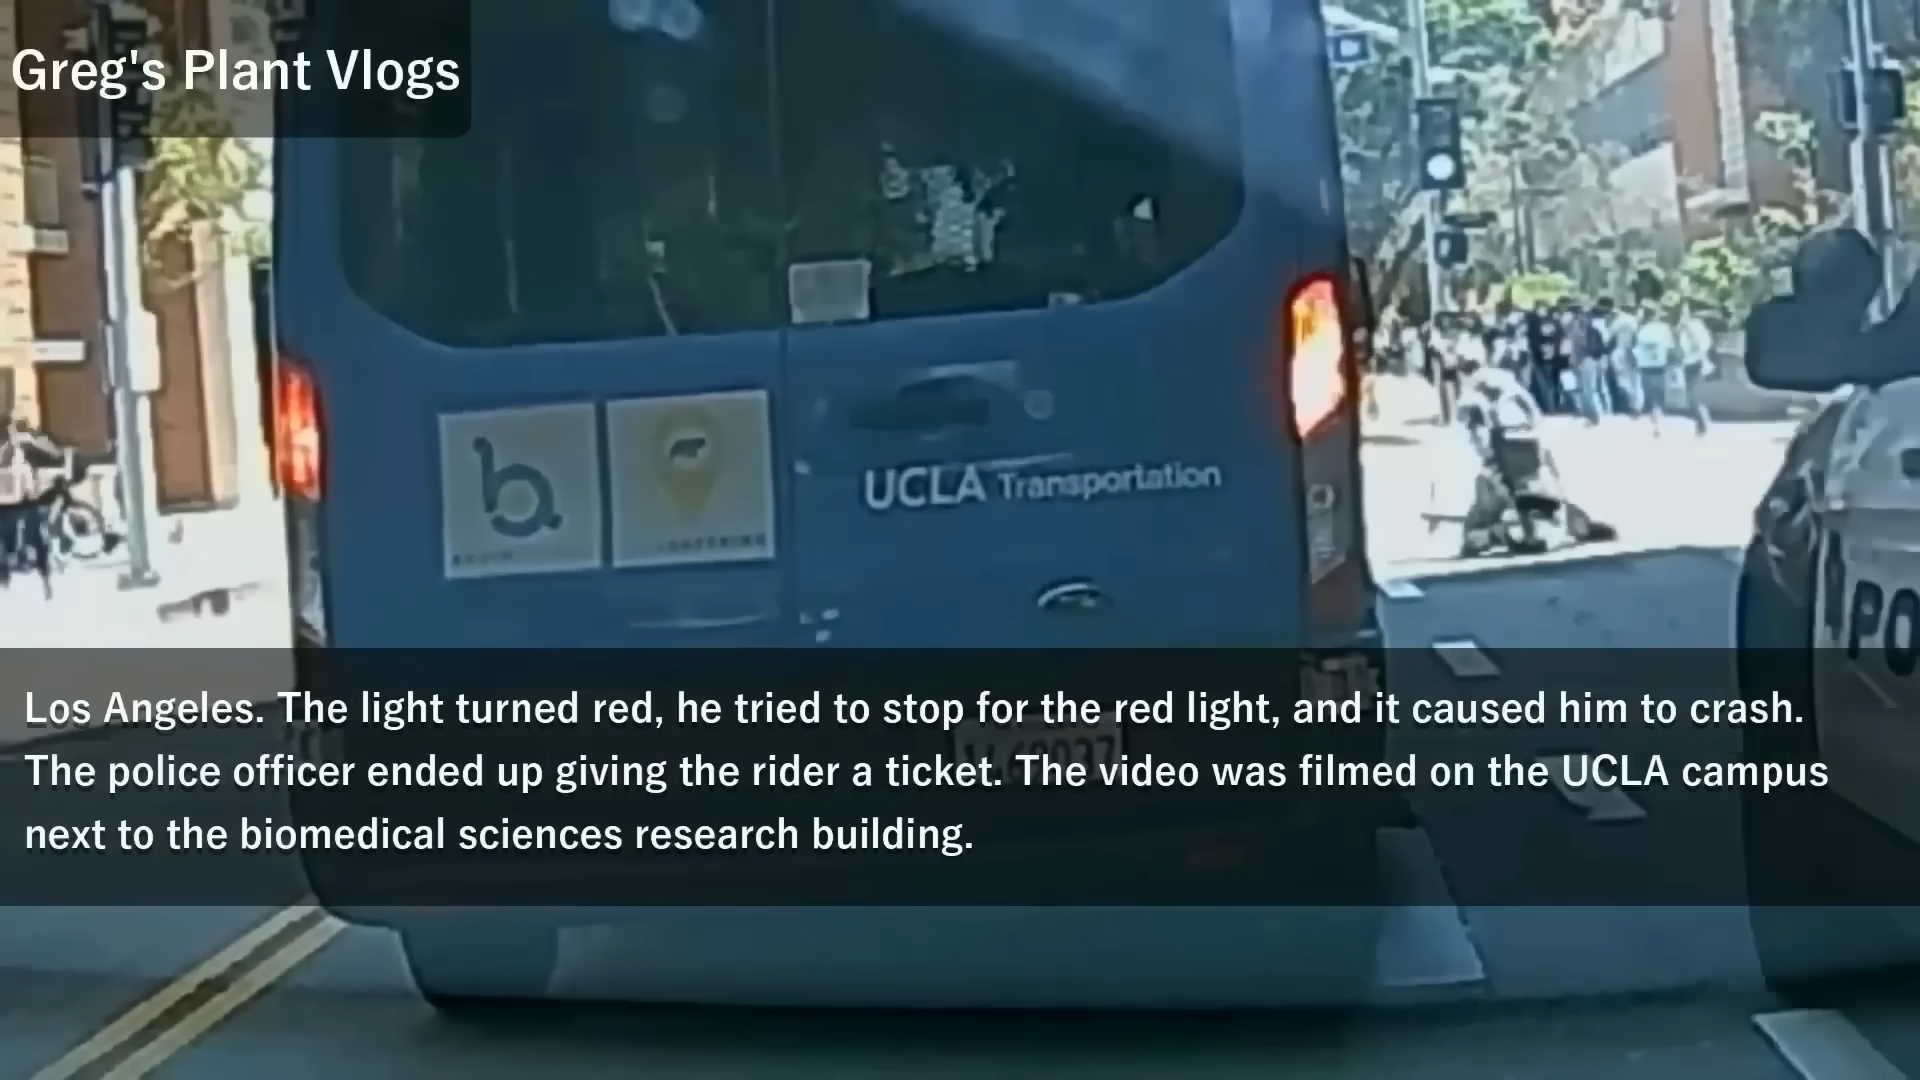 Greg's Plant Vlogs
UCLA Transportation
Los Angeles. The light turned red, he tried to stop for the red light, and it caused him to crash.
The police officer ended up giving the rider a ticket. The video was filmed on the UCLA campus
next to the biomedical sciences research building.
PO